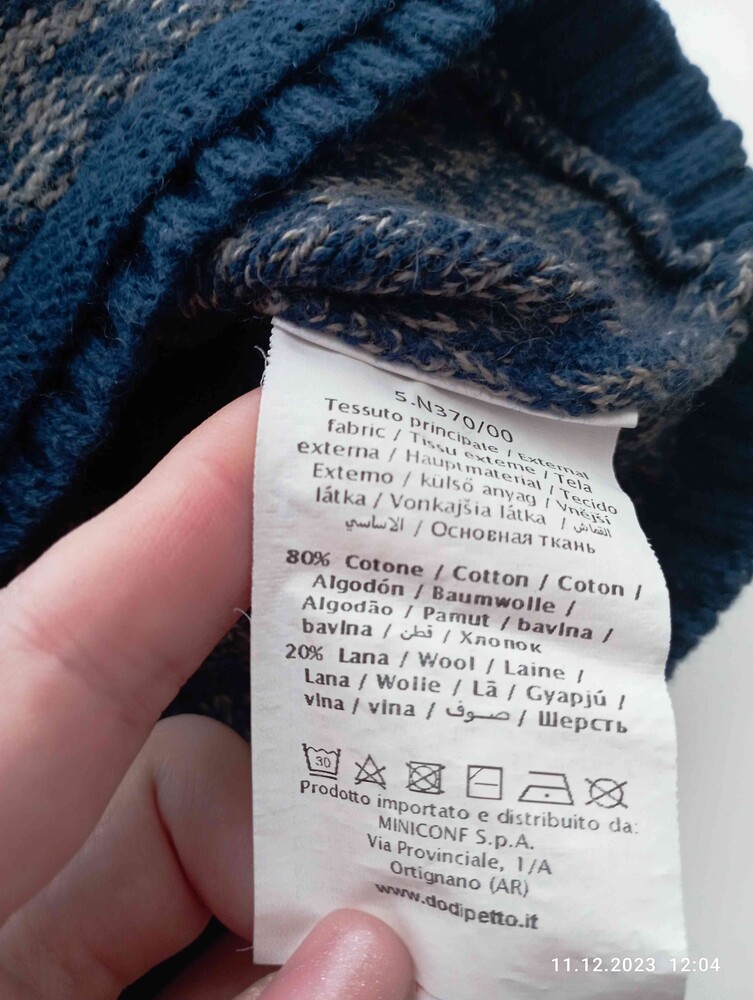 5.N370/00
Tessuto principale / External
fabric / Tissu exteme / Tela
externa / Hauptmaterial / Tecido
Externo / külső anyag / Vnější
látka / Vonkajšia látka / القماش
الاساسي / Основная ткань
80% Cotone / Cotton / Coton /
Algodón / Baumwolle /
Algodão / Pamut / bavlna /
bavlna / قطن / Хлопок
20% Lana / Wool / Laine /
Lana / Wolle / Lã / Gyapjú /
vlna / vlna / صوف / Шерсть
30
Prodotto importato e distribuito da:
MINICONF S.p.A.
Via Provinciale, 1/A
Ortignano (AR)
www.dodipetto.it
11.12.2023 12:04